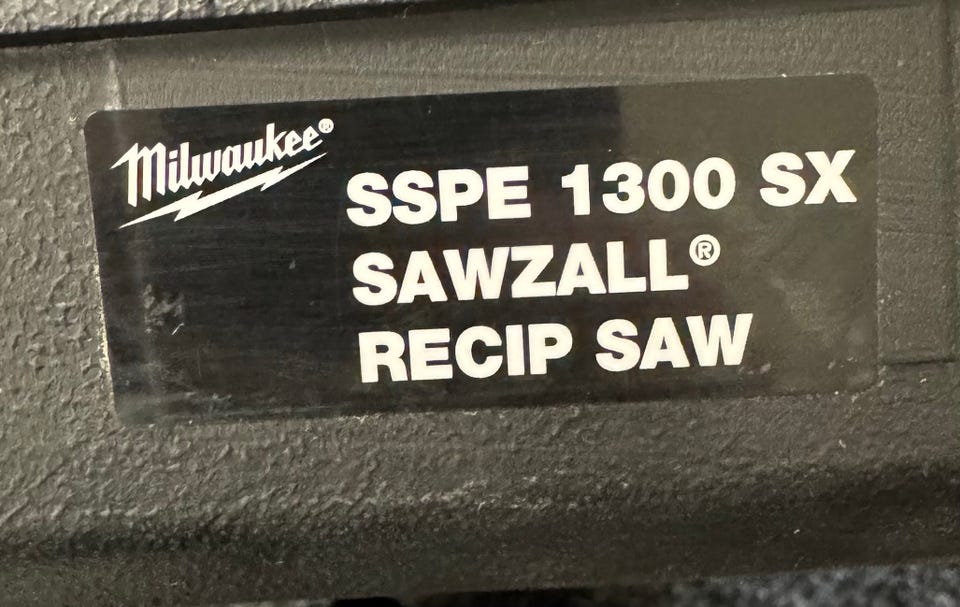 Milwaukee®
SSPE 1300 SX
SAWZALL®
RECIP SAW